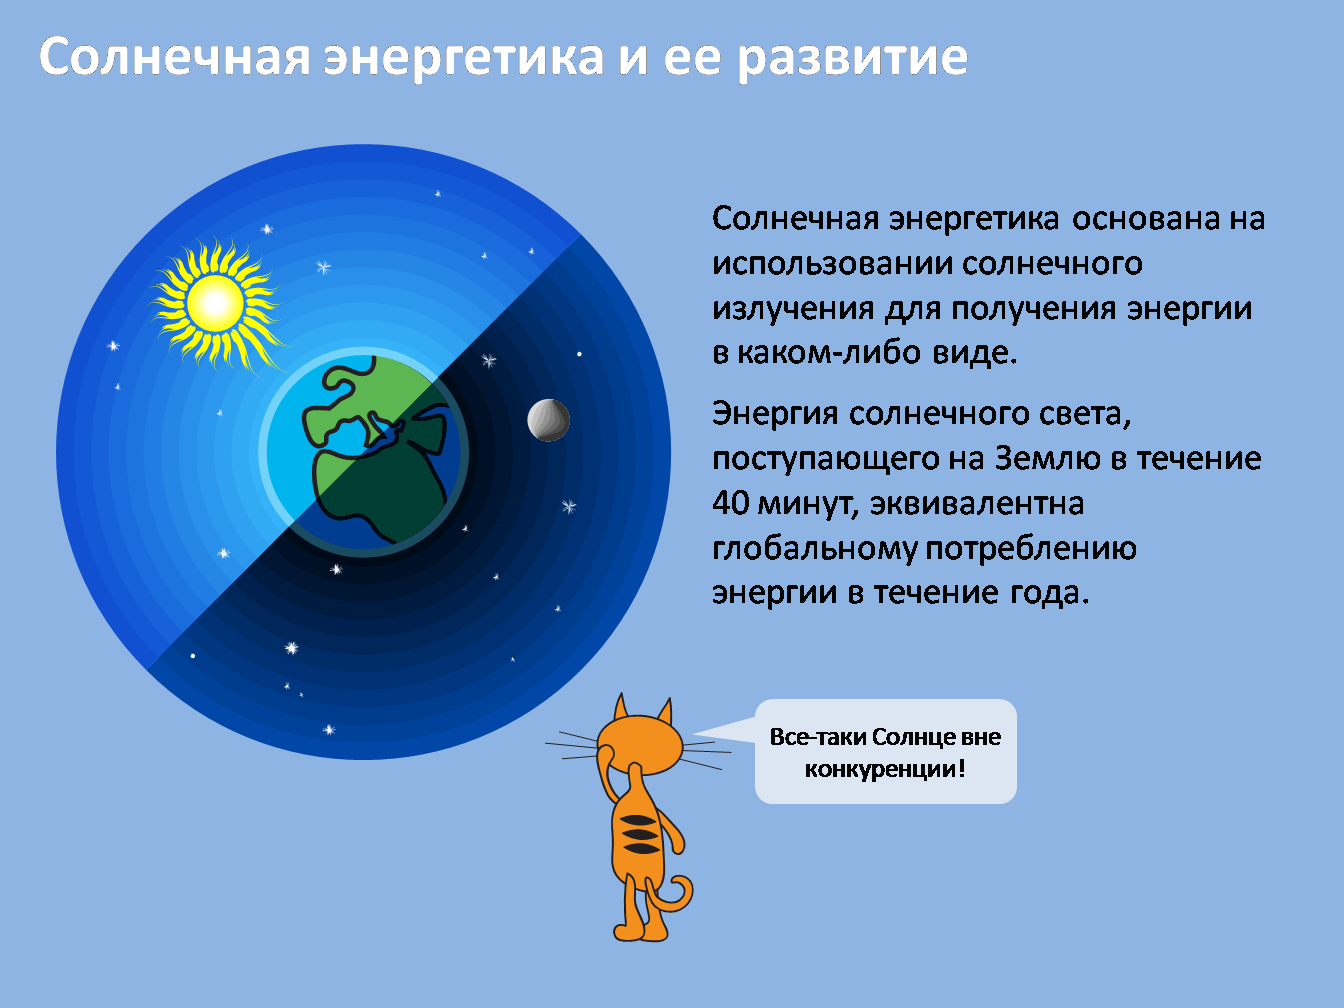 Солнечная энергетика и ее развитие
Солнечная энергетика основана на
использовании солнечного
излучения для получения энергии
в каком-либо виде.
Энергия солнечного света,
поступающего на Землю в течение
40 минут, эквивалентна
глобальному потреблению
энергии в течение года.
Все-таки Солнце вне
конкуренции!